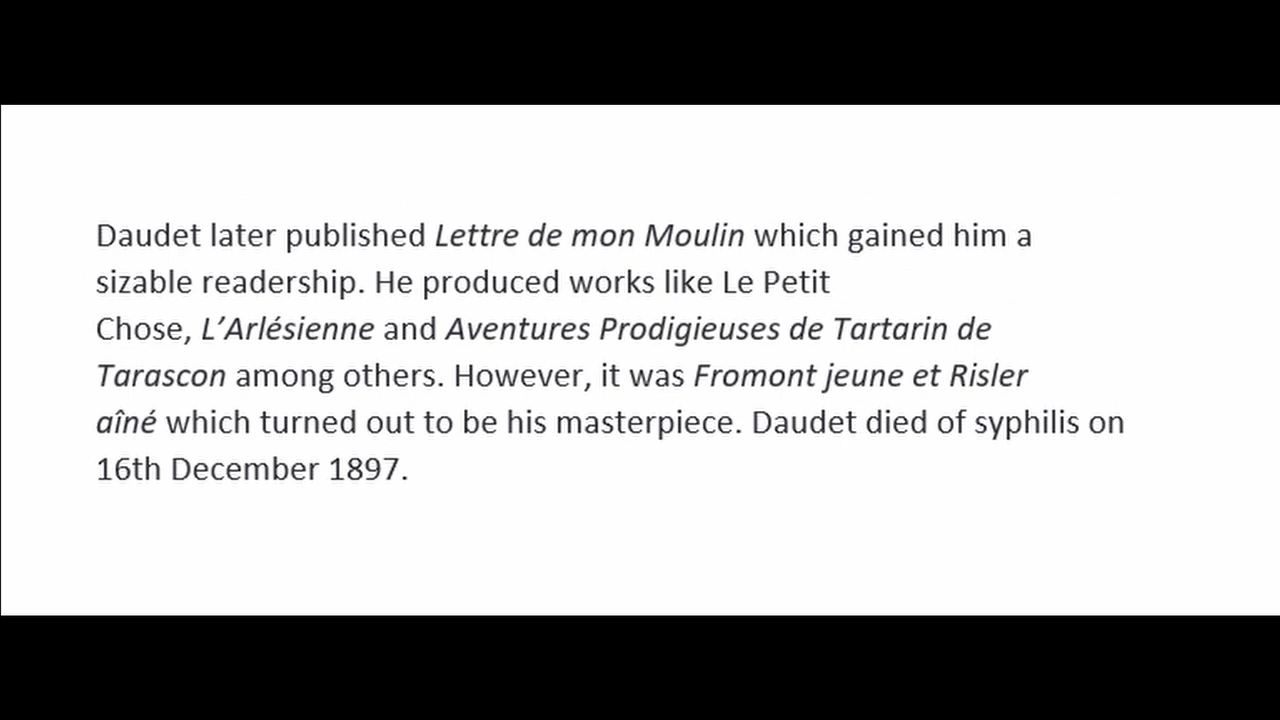 Daudet later published Lettre de mon Moulin which gained him a
sizable readership. He produced works like Le Petit
Chose, L’Arlésienne and Aventures Prodigieuses de Tartarin de
Tarascon among others. However, it was Fromont jeune et Risler
aîné which turned out to be his masterpiece. Daudet died of syphilis on
16th December 1897.